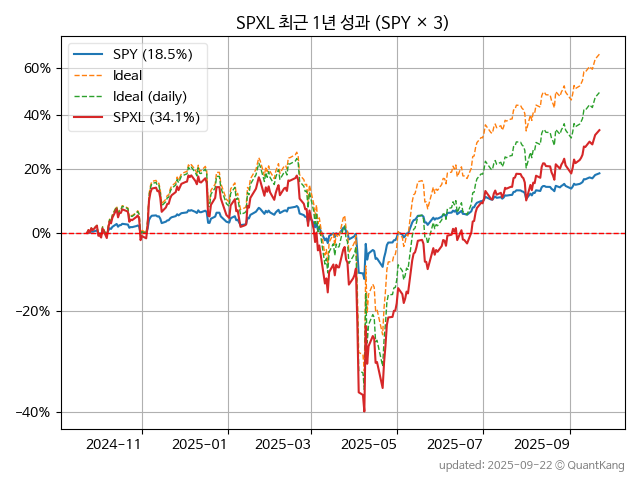 SPXL 최근 1년 성과 (SPY × 3)
SPY (18.5%)
Ideal
Ideal (daily)
SPXL (34.1%)
60%
40%
20%
0%
−20%
−40%
2024-11
2025-01
2025-03
2025-05
2025-07
2025-09
updated: 2025-09-22 © QuantKang